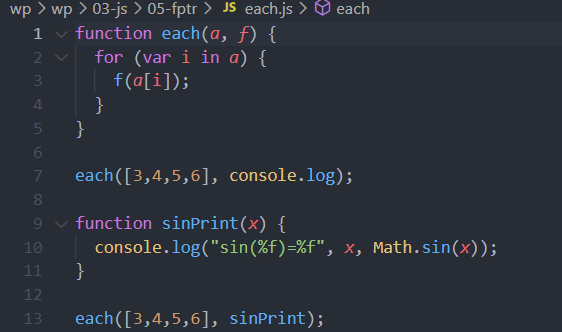 wp > wp > 03-js > 05-fptr > JS each.js > each
1 function each(a, f) {
2   for (var i in a) {
3     f(a[i]);
4   }
5 }
6
7 each([3,4,5,6], console.log);
8
9 function sinPrint(x) {
10   console.log("sin(%f)=%f", x, Math.sin(x));
11 }
12
13 each([3,4,5,6], sinPrint);